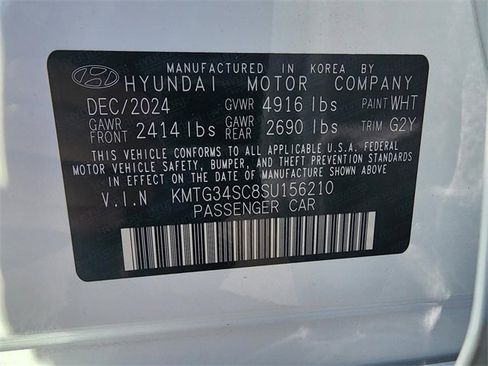 MANUFACTURED IN KOREA BY
HYUNDAI MOTOR COMPANY
DEC/2024 GVWR 4916 lbs PAINT WHT
GAWR FRONT 2414 lbs GAWR REAR 2690 lbs TRIM G2Y
THIS VEHICLE CONFORMS TO ALL APPLICABLE U.S.A. FEDERAL
MOTOR VEHICLE SAFETY, BUMPER, AND THEFT PREVENTION STANDARDS
IN EFFECT ON THE DATE OF MANUFACTURE SHOWN ABOVE.
V.I.N KMTG34SC8SU156210
PASSENGER CAR